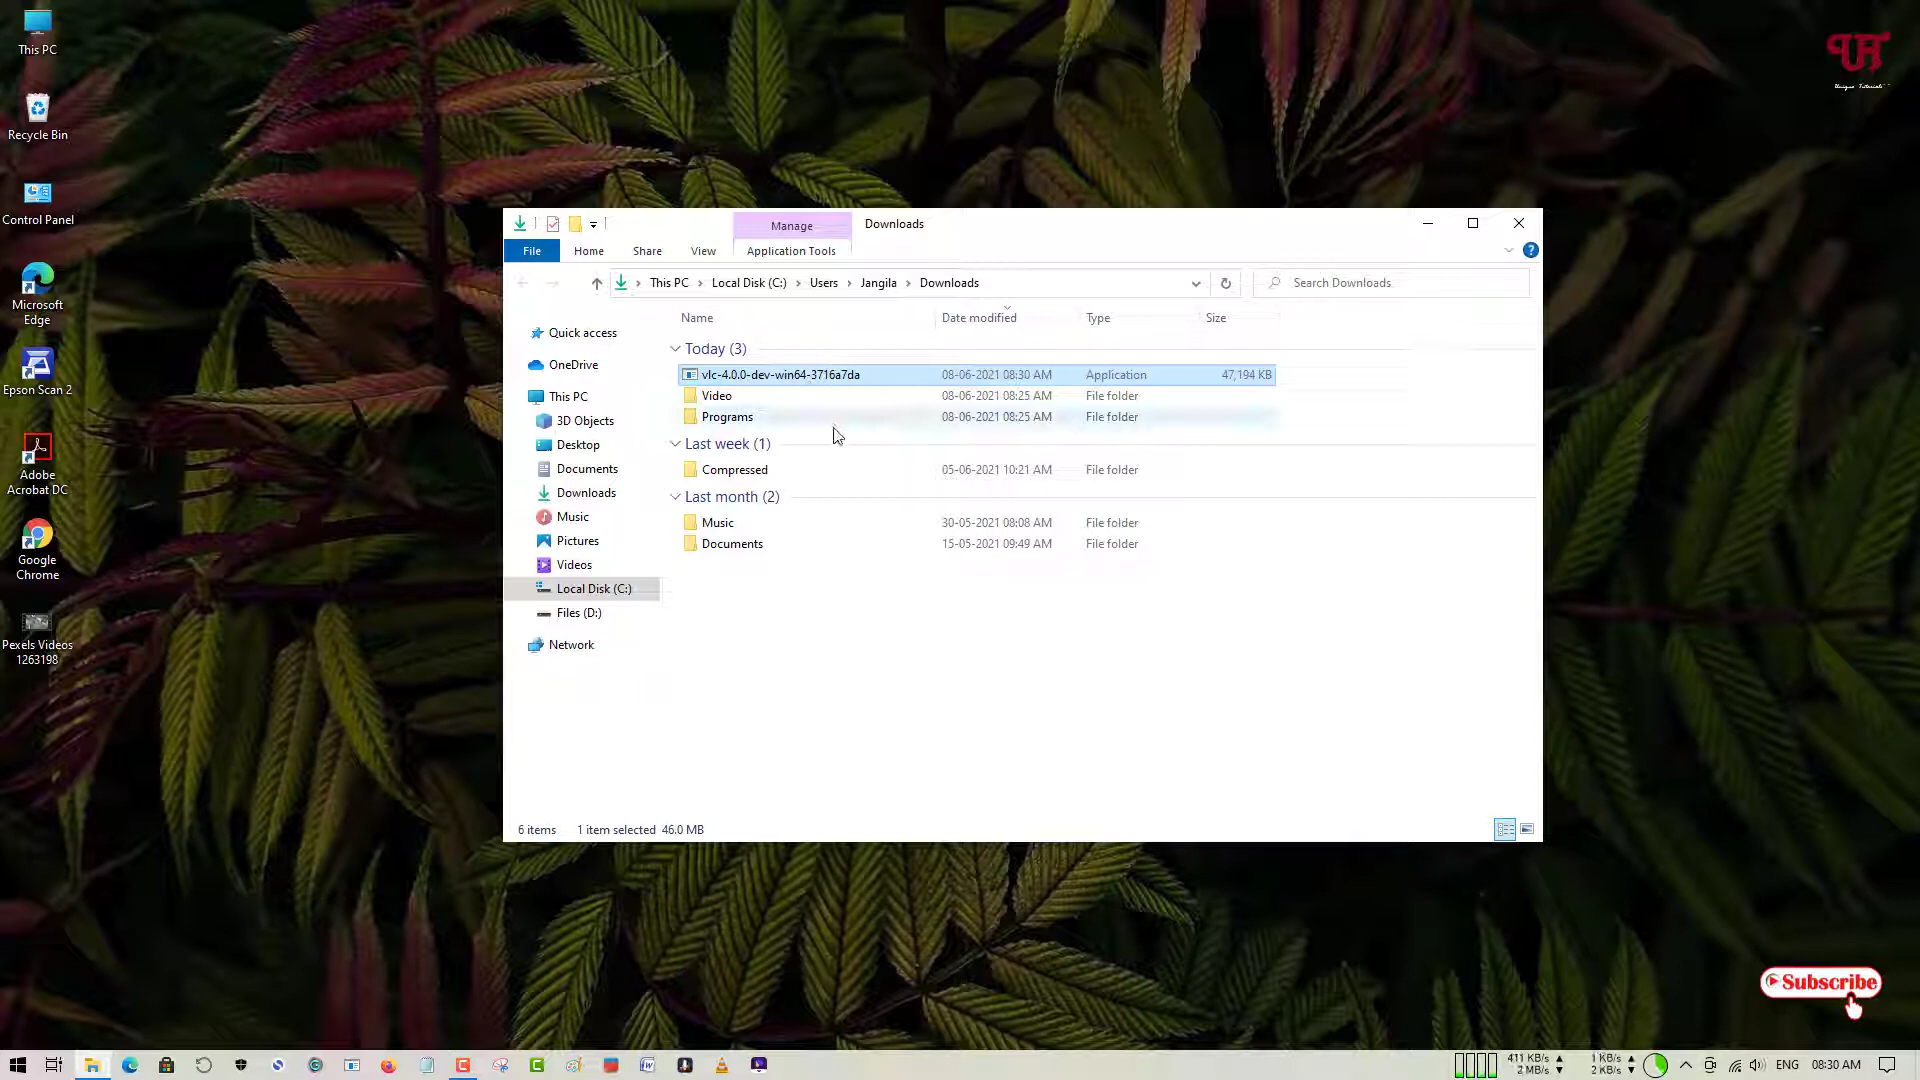 This PC
Recycle Bin
Control Panel
Microsoft
Edge
Epson Scan 2
Adobe
Acrobat DC
Google
Chrome
Pexels Videos
1263198
UT
Unique Tutorials
Manage
Downloads
File
Home
Share
View
Application Tools
This PC > Local Disk (C:) > Users > Jangila > Downloads
Search Downloads
Name
Date modified
Type
Size
Quick access
OneDrive
This PC
3D Objects
Desktop
Documents
Downloads
Music
Pictures
Videos
Local Disk (C:)
Files (D:)
Network
Today (3)
vlc-4.0.0-dev-win64-3716a7da 08-06-2021 08:30 AM Application 47,194 KB
Video 08-06-2021 08:25 AM File folder
Programs 08-06-2021 08:25 AM File folder
Last week (1)
Compressed 05-06-2021 10:21 AM File folder
Last month (2)
Music 30-05-2021 08:08 AM File folder
Documents 15-05-2021 09:49 AM File folder
6 items 1 item selected 46.0 MB
Subscribe
411 KB/s 1 KB/s
2 MB/s 2 KB/s
ENG 08:30 AM